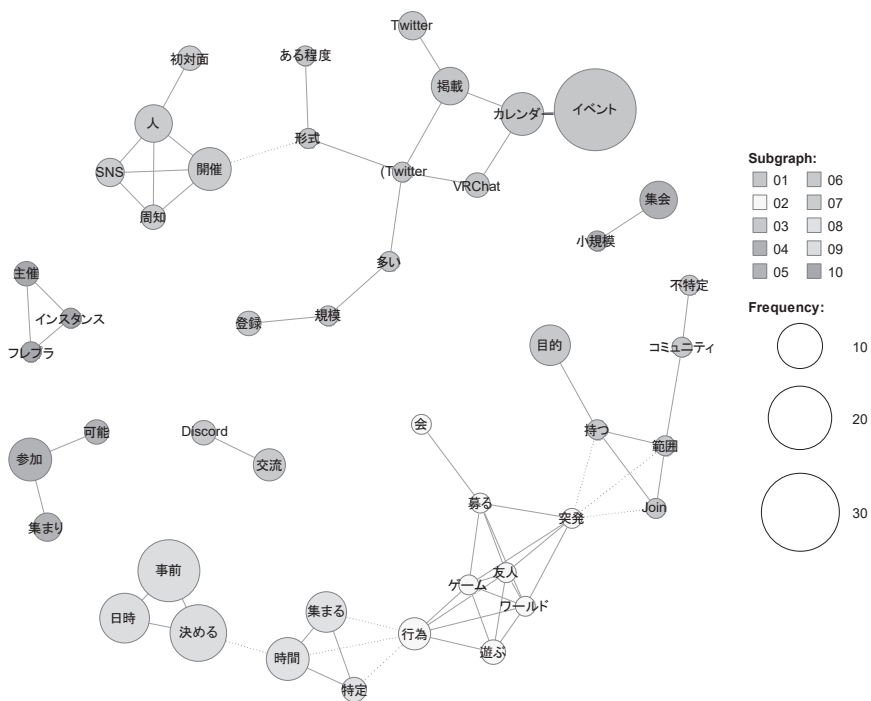 Twitter
初対面
ある程度
掲載
イベント
カレンダー
人
形式
SNS
開催
(Twitter
VRChat
周知
集会
小規模
多い
主催
インスタンス
フレプラ
登録
規模
不特定
コミュニティ
目的
会
持つ
範囲
Discord
可能
参加
交流
Join
集まり
募る
突発
事前
友人
ゲーム
ワールド
集まる
日時
決める
行為
遊ぶ
時間
特定
Subgraph:
01 06
02 07
03 08
04 09
05 10
Frequency:
10
20
30